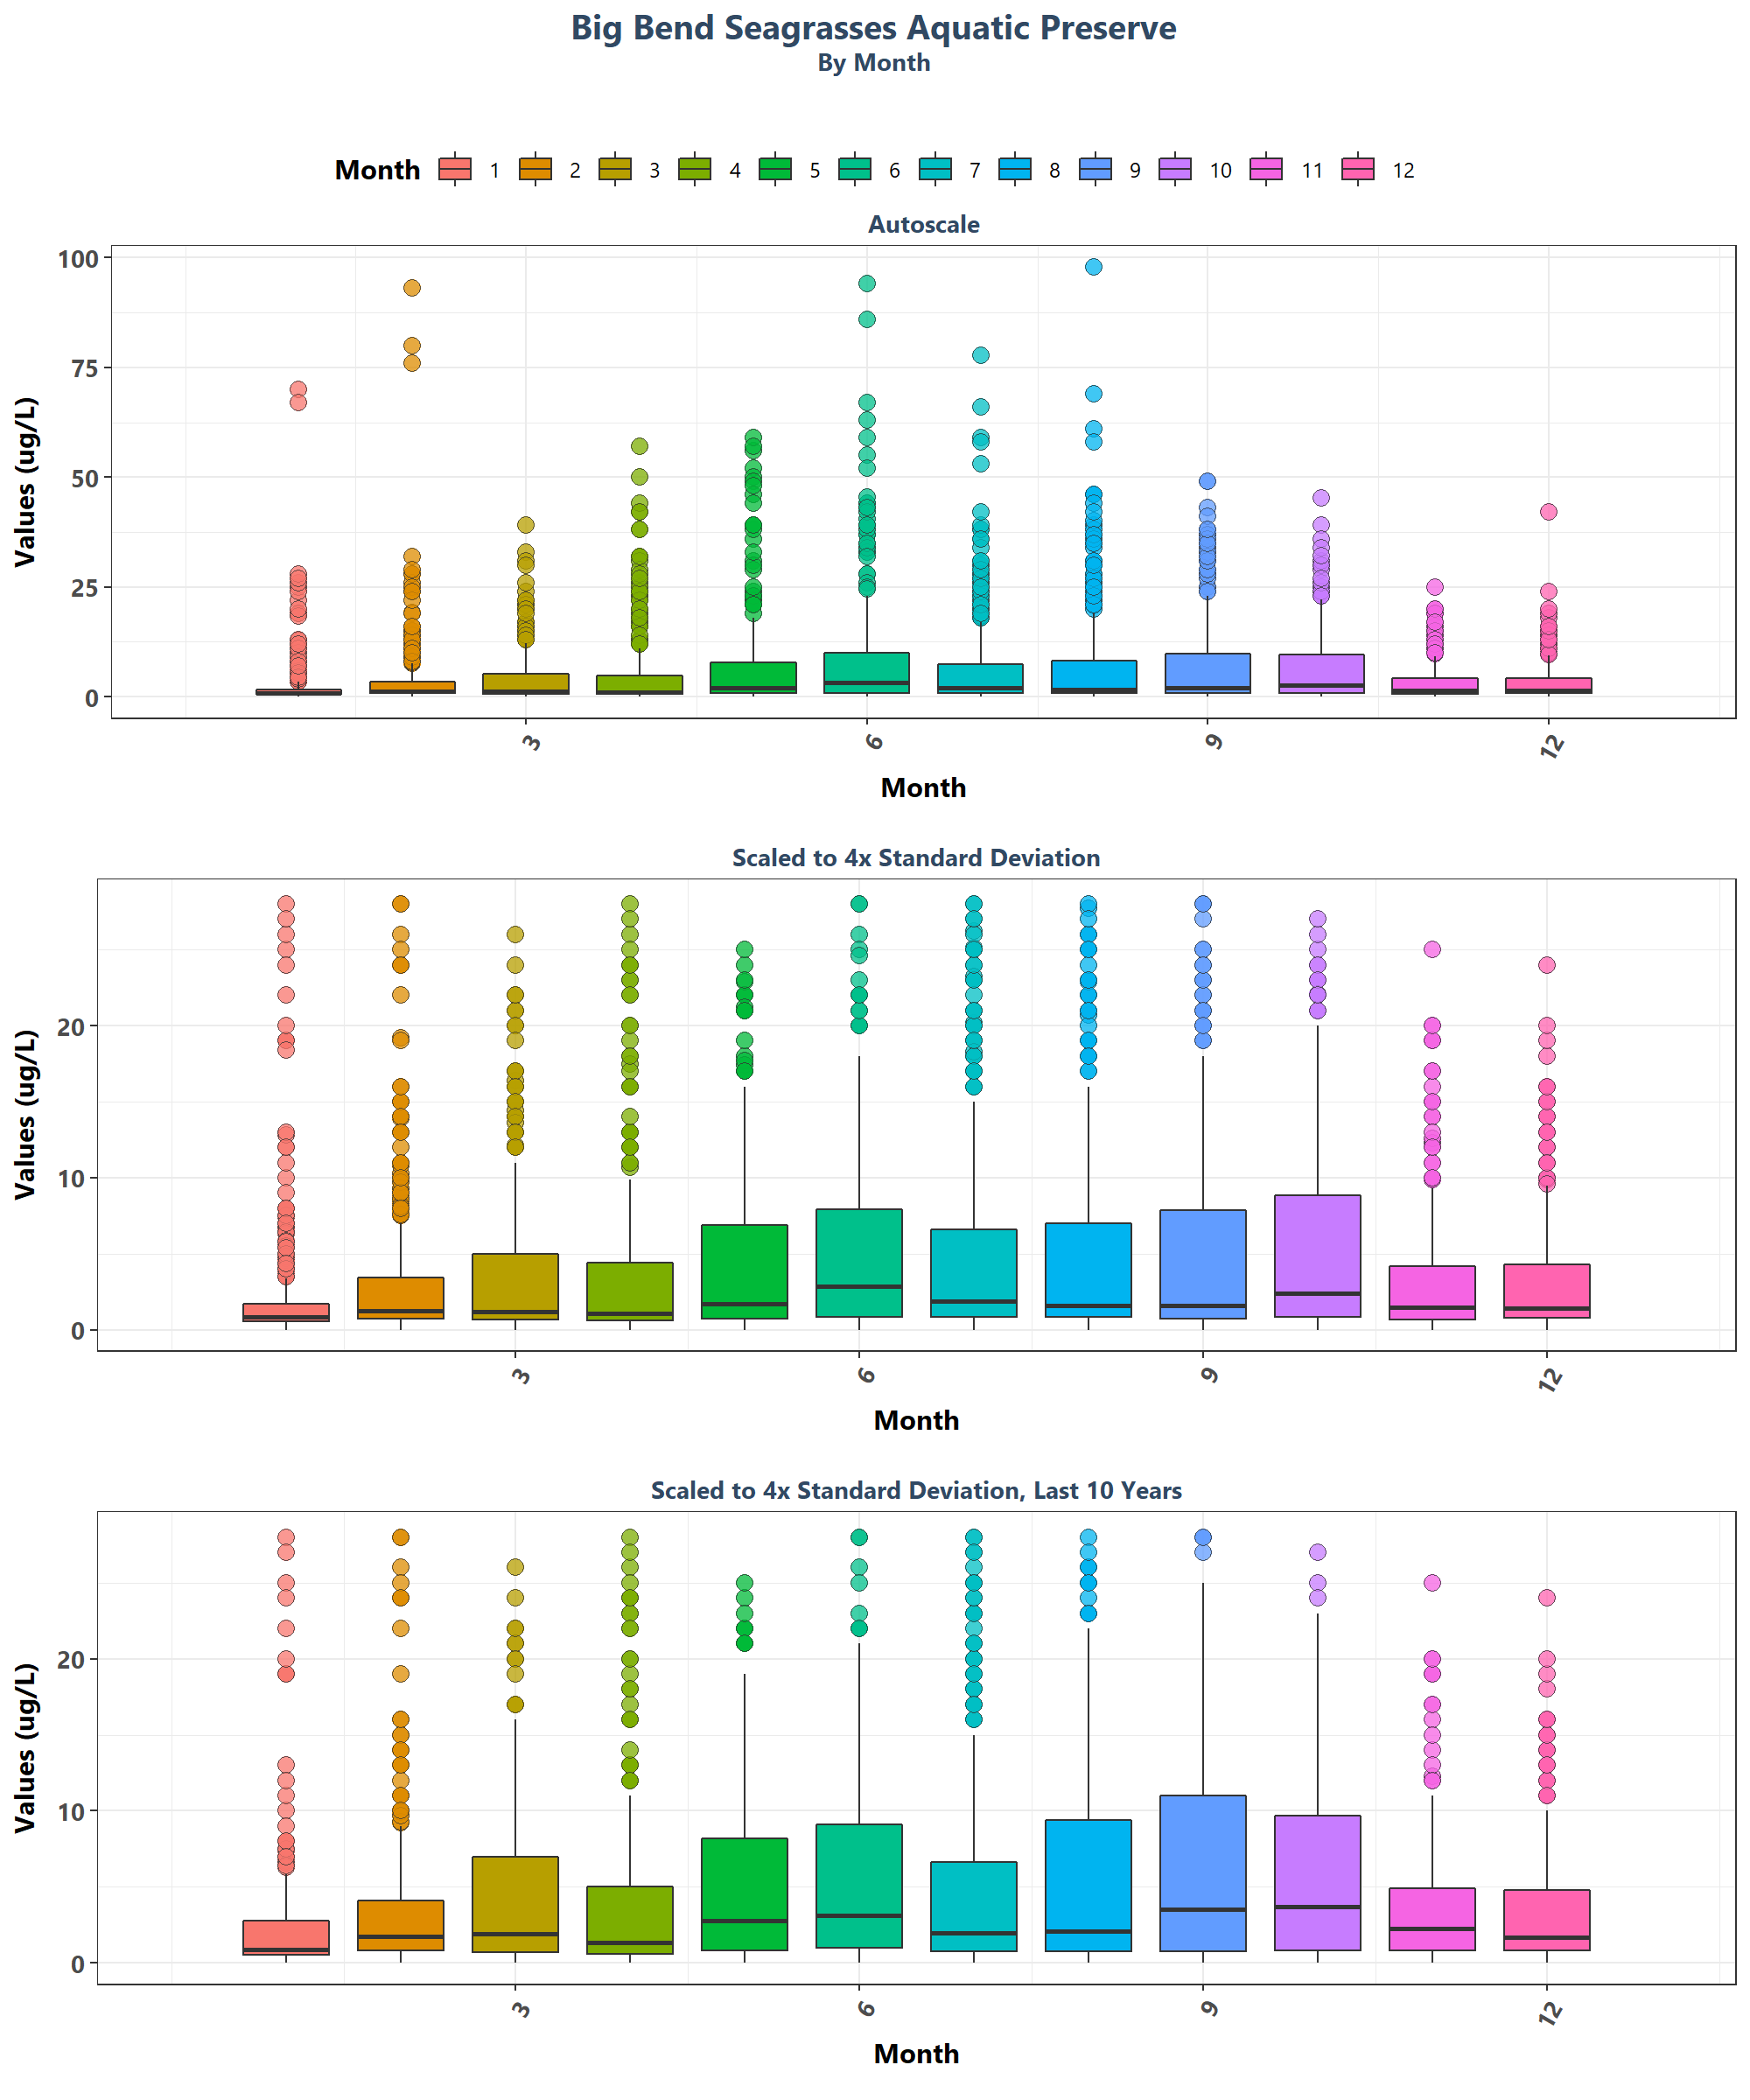 Big Bend Seagrasses Aquatic Preserve
By Month
Month 1 2 3 4 5 6 7 8 9 10 11 12
Autoscale
Values (ug/L)
100
75
50
25
0
3 6 9 12
Month
Scaled to 4x Standard Deviation
Values (ug/L)
20
10
0
3 6 9 12
Month
Scaled to 4x Standard Deviation, Last 10 Years
Values (ug/L)
20
10
0
3 6 9 12
Month